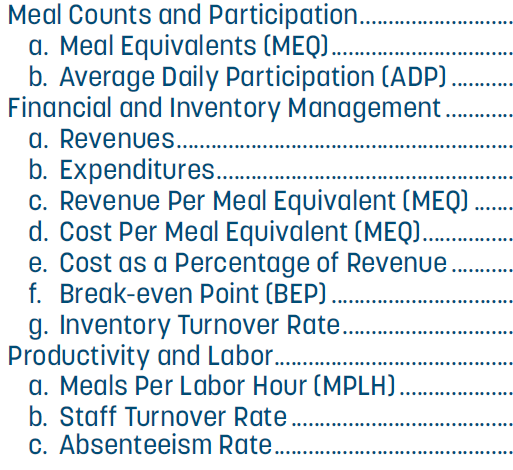 Meal Counts and Participation........................
a. Meal Equivalents (MEQ)............................
b. Average Daily Participation (ADP) ..........
Financial and Inventory Management ...........
a. Revenues....................................................
b. Expenditures..............................................
c. Revenue Per Meal Equivalent (MEQ) .......
d. Cost Per Meal Equivalent (MEQ)..............
e. Cost as a Percentage of Revenue ..........
f. Break-even Point (BEP) ............................
g. Inventory Turnover Rate..........................
Productivity and Labor.....................................
a. Meals Per Labor Hour (MPLH)..................
b. Staff Turnover Rate ..................................
c. Absenteeism Rate.....................................